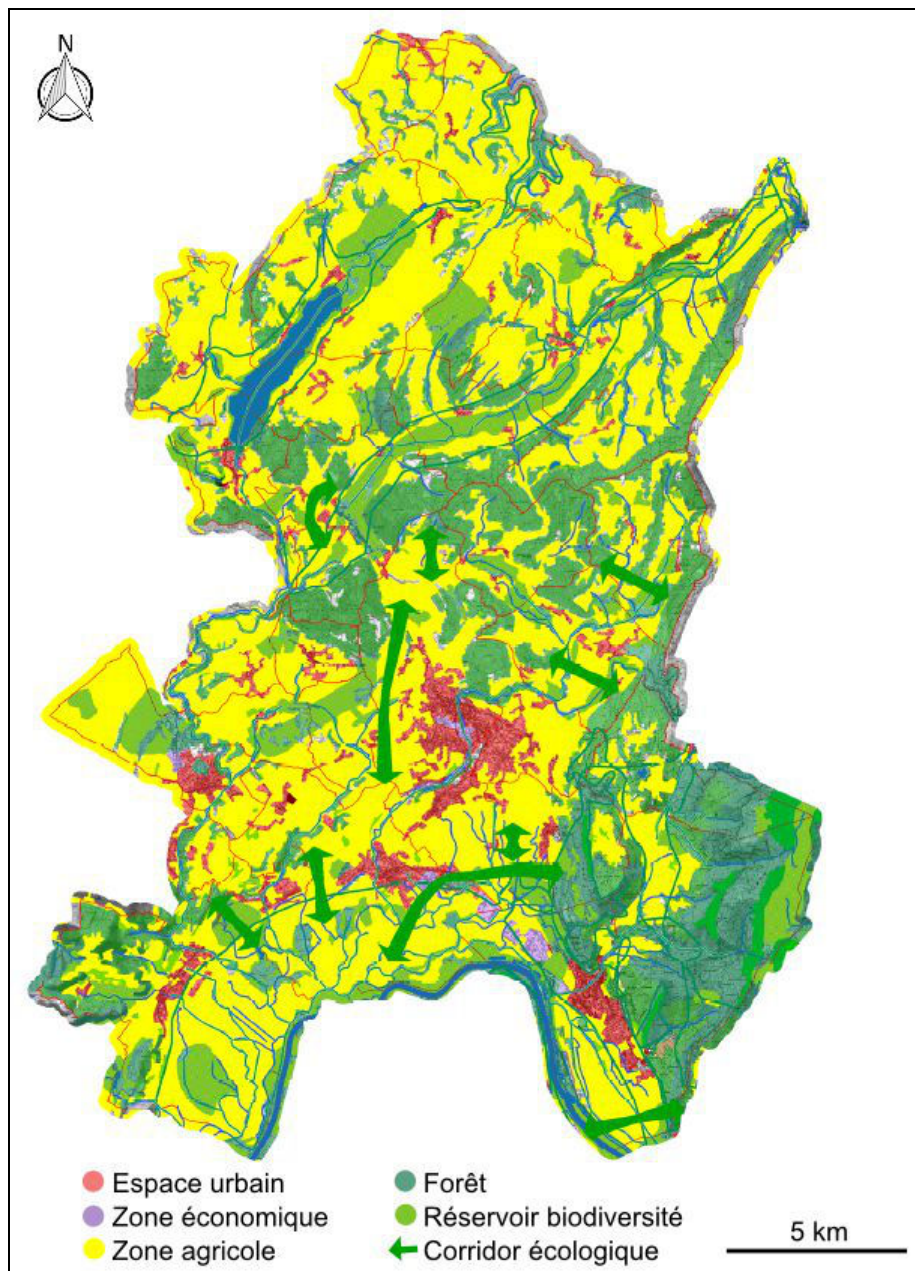 N
Espace urbain
Zone économique
Zone agricole
Forêt
Réservoir biodiversité
Corridor écologique
5 km